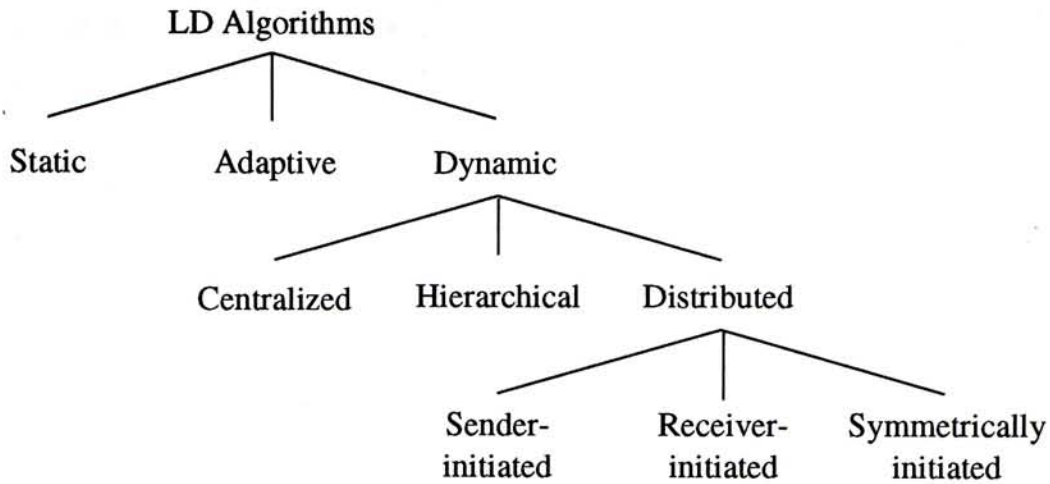 LD Algorithms
Static Adaptive Dynamic
Centralized Hierarchical Distributed
Sender- Receiver- Symmetrically
initiated initiated initiated